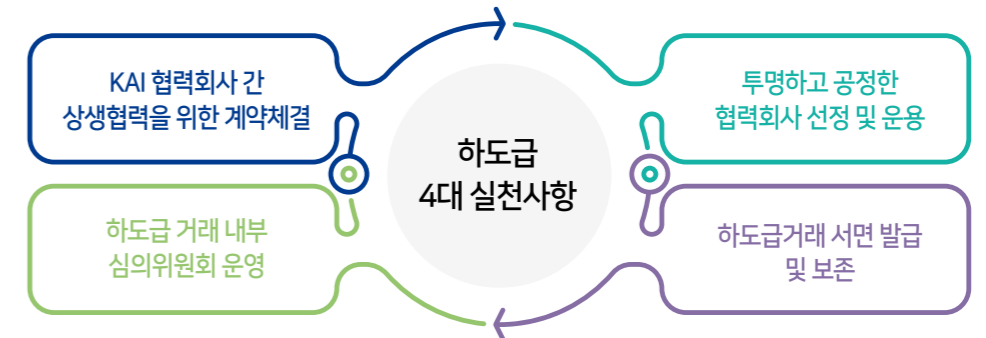 KAI 협력회사 간
상생협력을 위한 계약체결
투명하고 공정한
협력회사 선정 및 운용
하도급
4대 실천사항
하도급 거래 내부
심의위원회 운영
하도급거래 서면 발급
및 보존